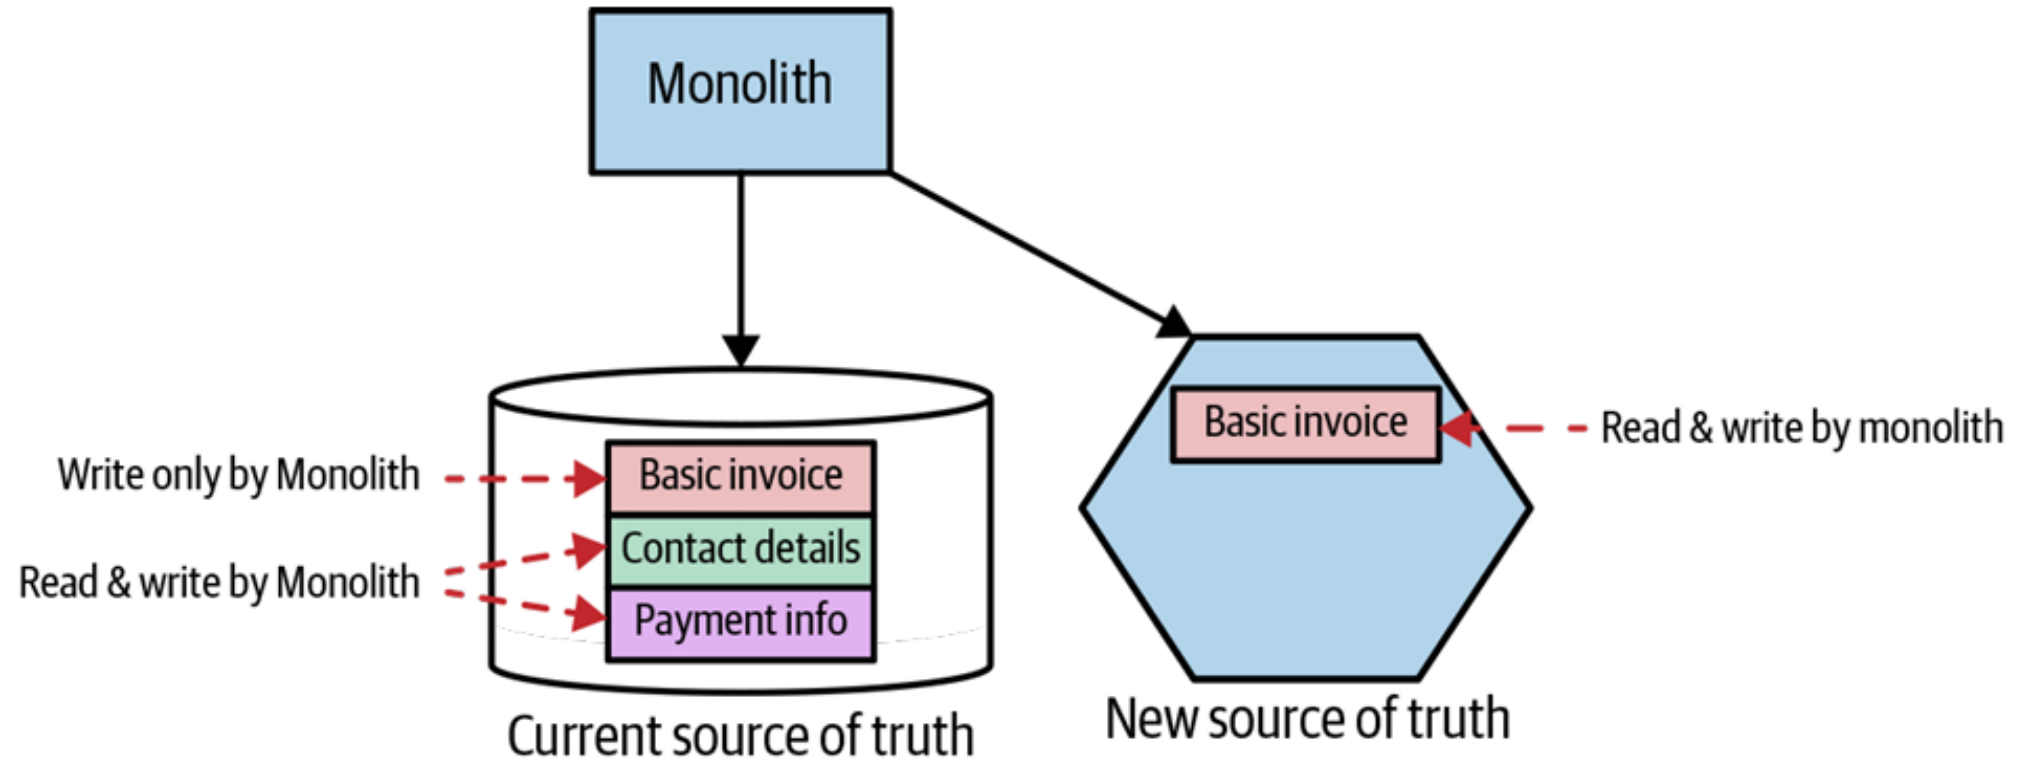 Monolith
Write only by Monolith
Basic invoice
Contact details
Read & write by Monolith
Payment info
Current source of truth
Basic invoice
Read & write by monolith
New source of truth